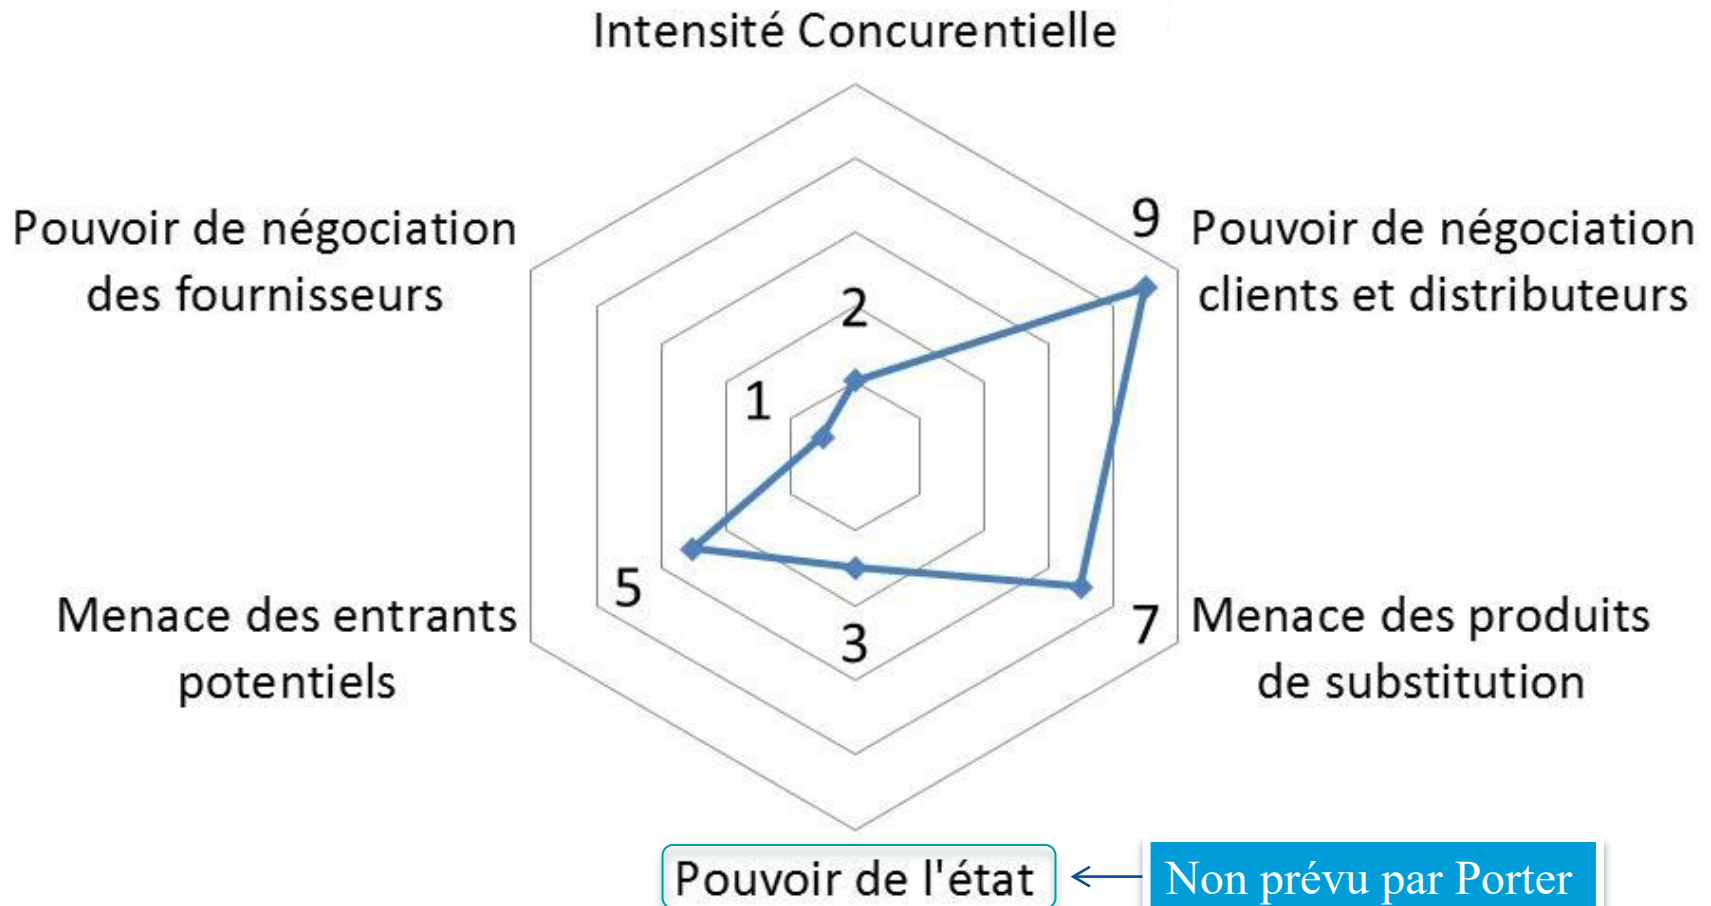 Intensité Concurentielle
9
Pouvoir de négociation
clients et distributeurs
Pouvoir de négociation
des fournisseurs
2
1
5
3
7
Menace des entrants
potentiels
Menace des produits
de substitution
Pouvoir de l'état
Non prévu par Porter